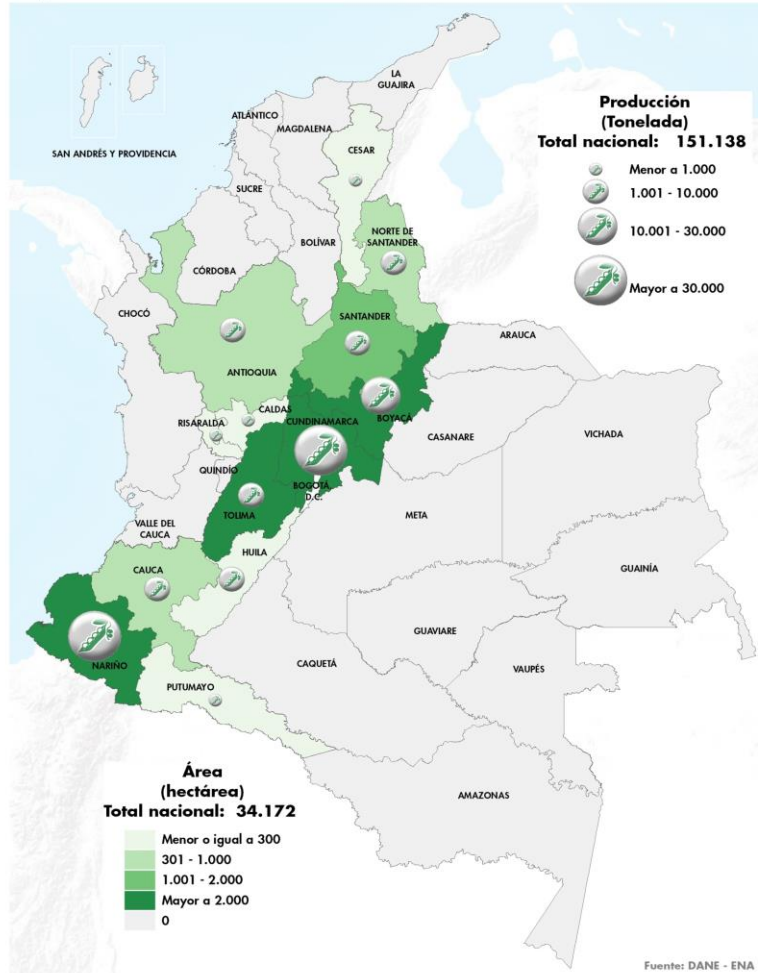 LA
GUAJIRA
ATLÁNTICO
MAGDALENA
SAN ANDRÉS Y PROVIDENCIA
CESAR
SUCRE
Producción
(Tonelada)
Total nacional: 151.138
Menor a 1.000
1.001 - 10.000
10.001 - 30.000
Mayor a 30.000
NORTE DE
SANTANDER
BOLÍVAR
CÓRDOBA
CHOCÓ
SANTANDER
ARAUCA
ANTIOQUIA
RISARALDA
CALDAS
CUNDINAMARCA
BOYACÁ
CASANARE
VICHADA
QUINDÍO
BOGOTÁ,
D.C.
TOLIMA
META
VALLE DEL
CAUCA
HUILA
CAUCA
GUAINÍA
GUAVIARE
NARIÑO
CAQUETÁ
VAUPÉS
PUTUMAYO
AMAZONAS
Área
(hectárea)
Total nacional: 34.172
Menor o igual a 300
301 - 1.000
1.001 - 2.000
Mayor a 2.000
0
Fuente: DANE - ENA